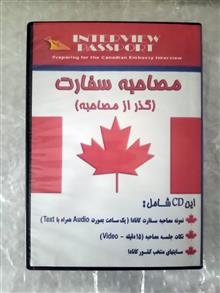 INTERVIEW
PASSPORT
Preparing for the Canadian Embassy Interview
مصاحبه سفارت
(گذر از مصاحبه)
این CD شامل:
نمونه مصاحبه سفارت کانادا (یک ساعت بصورت Audio همراه با Text)
نکات جلسه مصاحبه (۱۵ دقیقه - Video)
سایتهای منتخب کشور کانادا